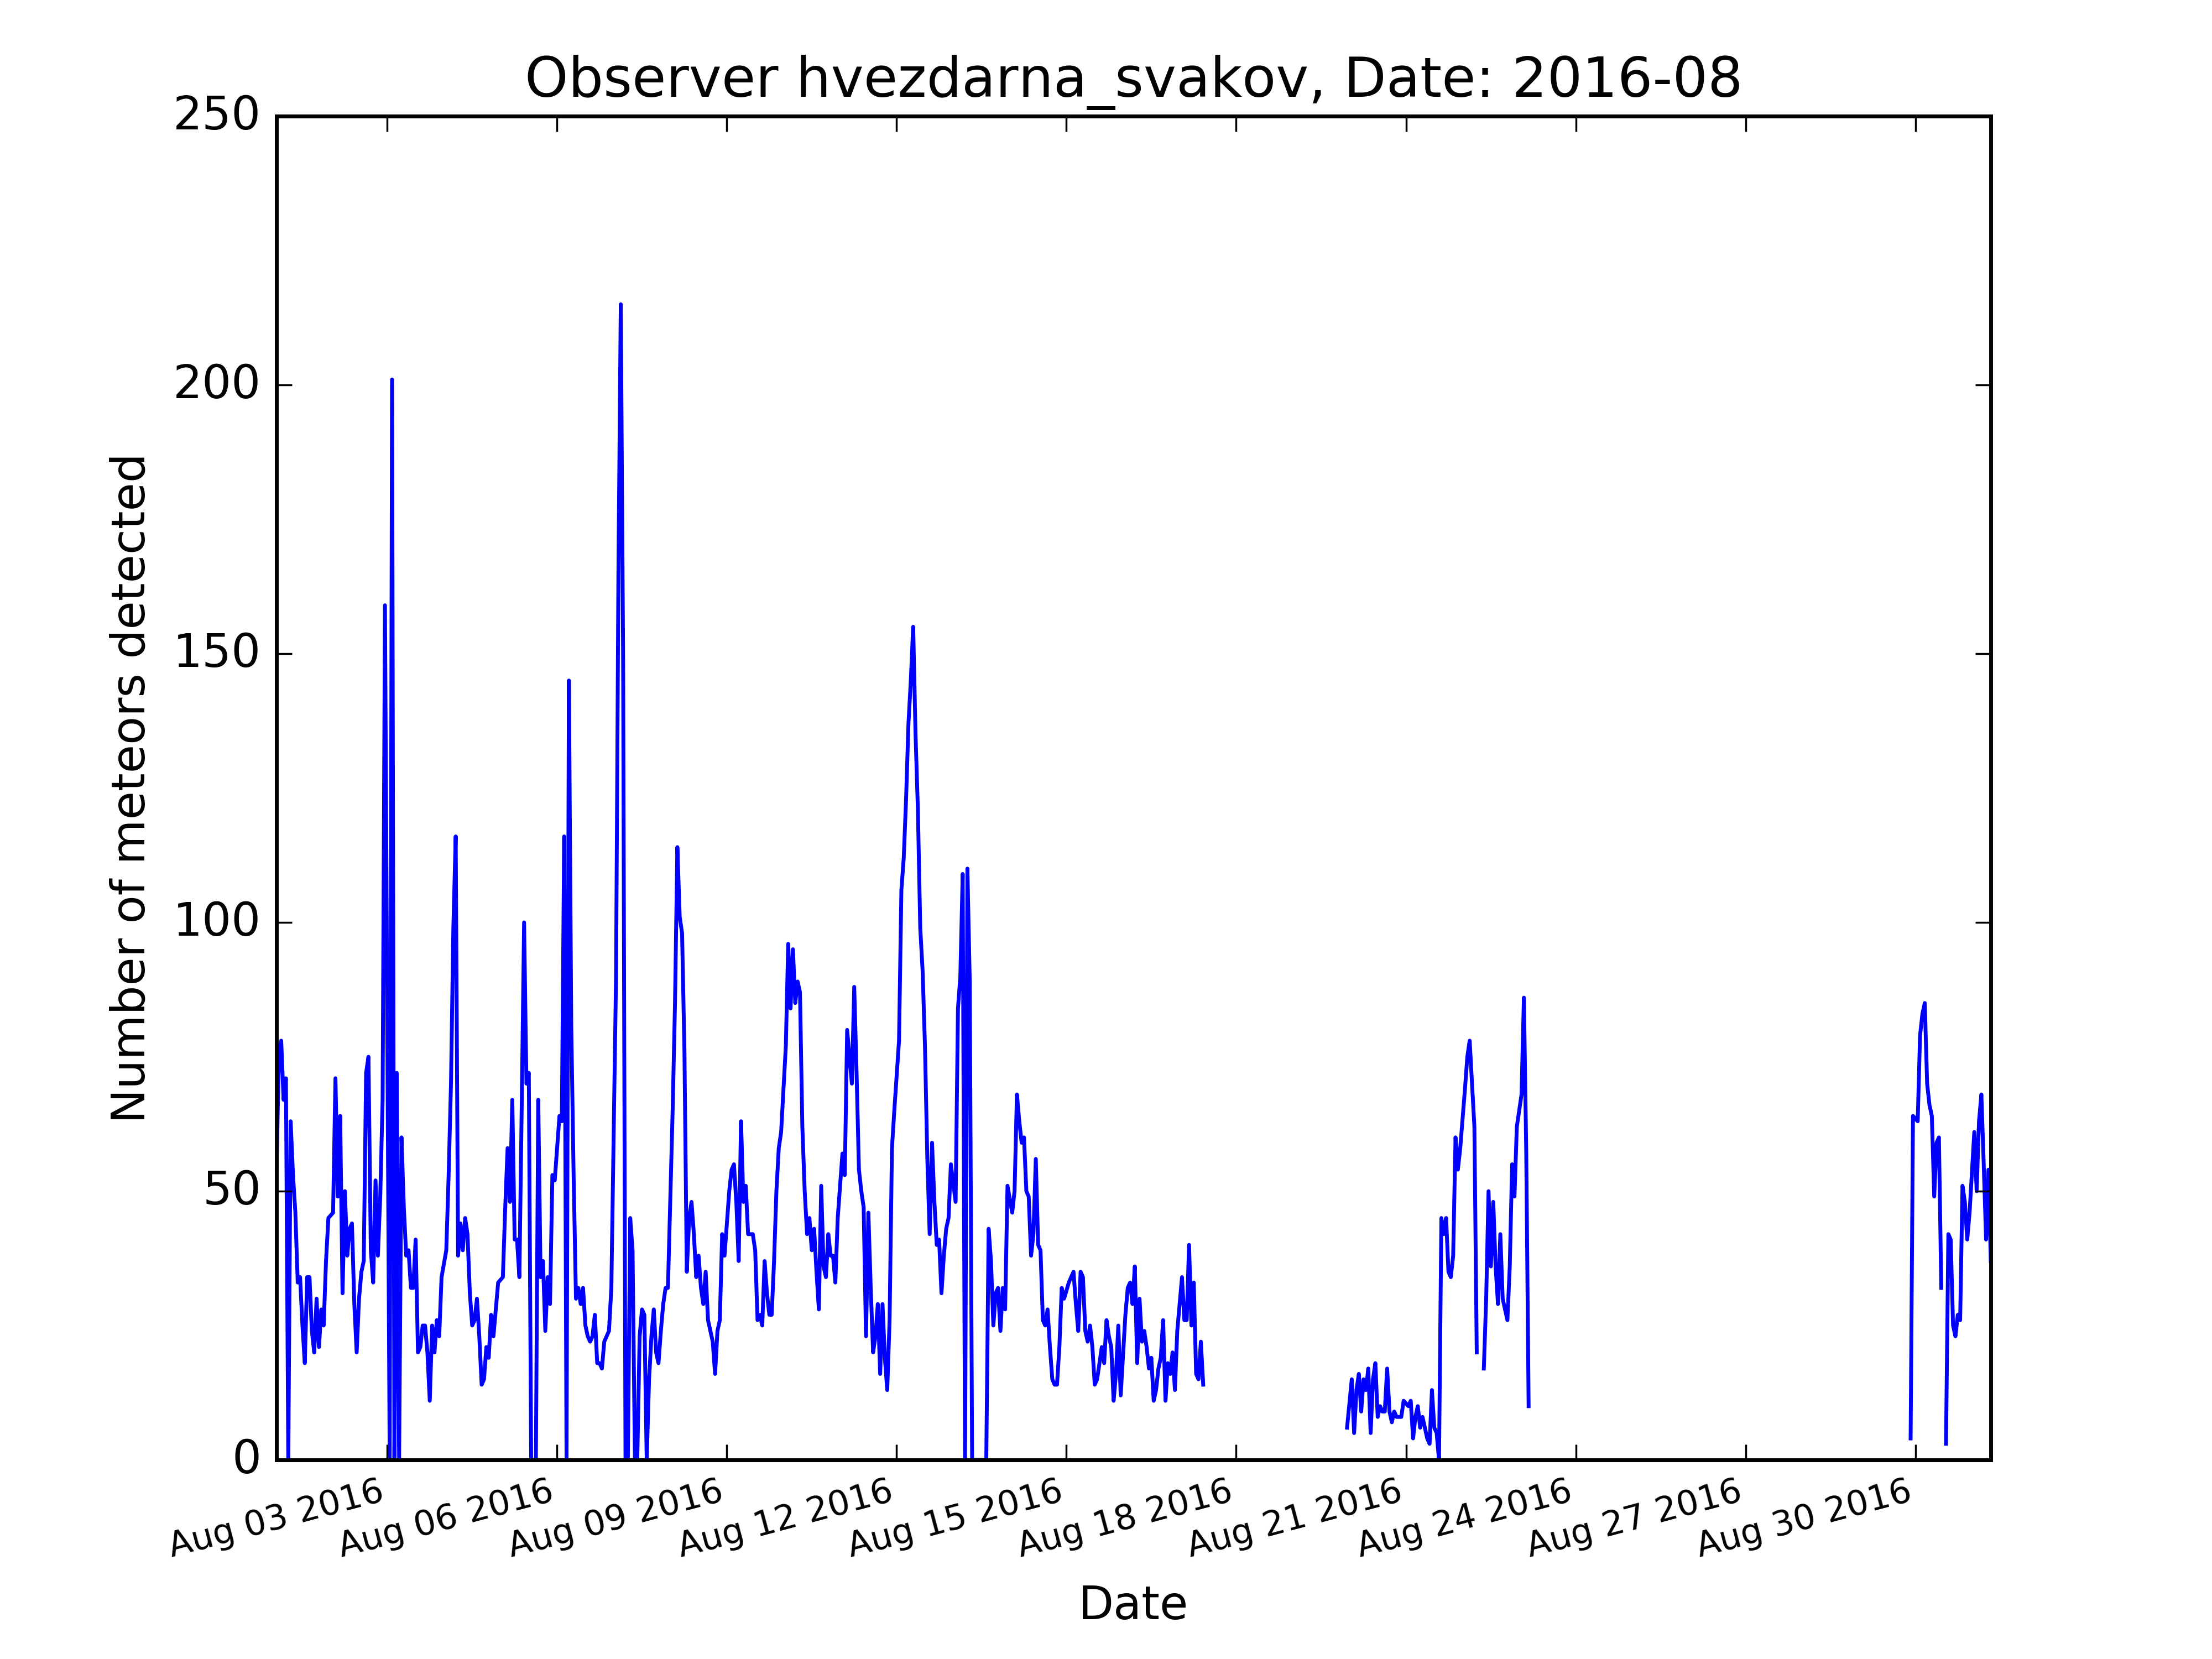 Observer hvezdarna_svakov, Date: 2016-08
250
200
150
100
50
0
Number of meteors detected
Aug 03 2016
Aug 06 2016
Aug 09 2016
Aug 12 2016
Aug 15 2016
Aug 18 2016
Aug 21 2016
Aug 24 2016
Aug 27 2016
Aug 30 2016
Date